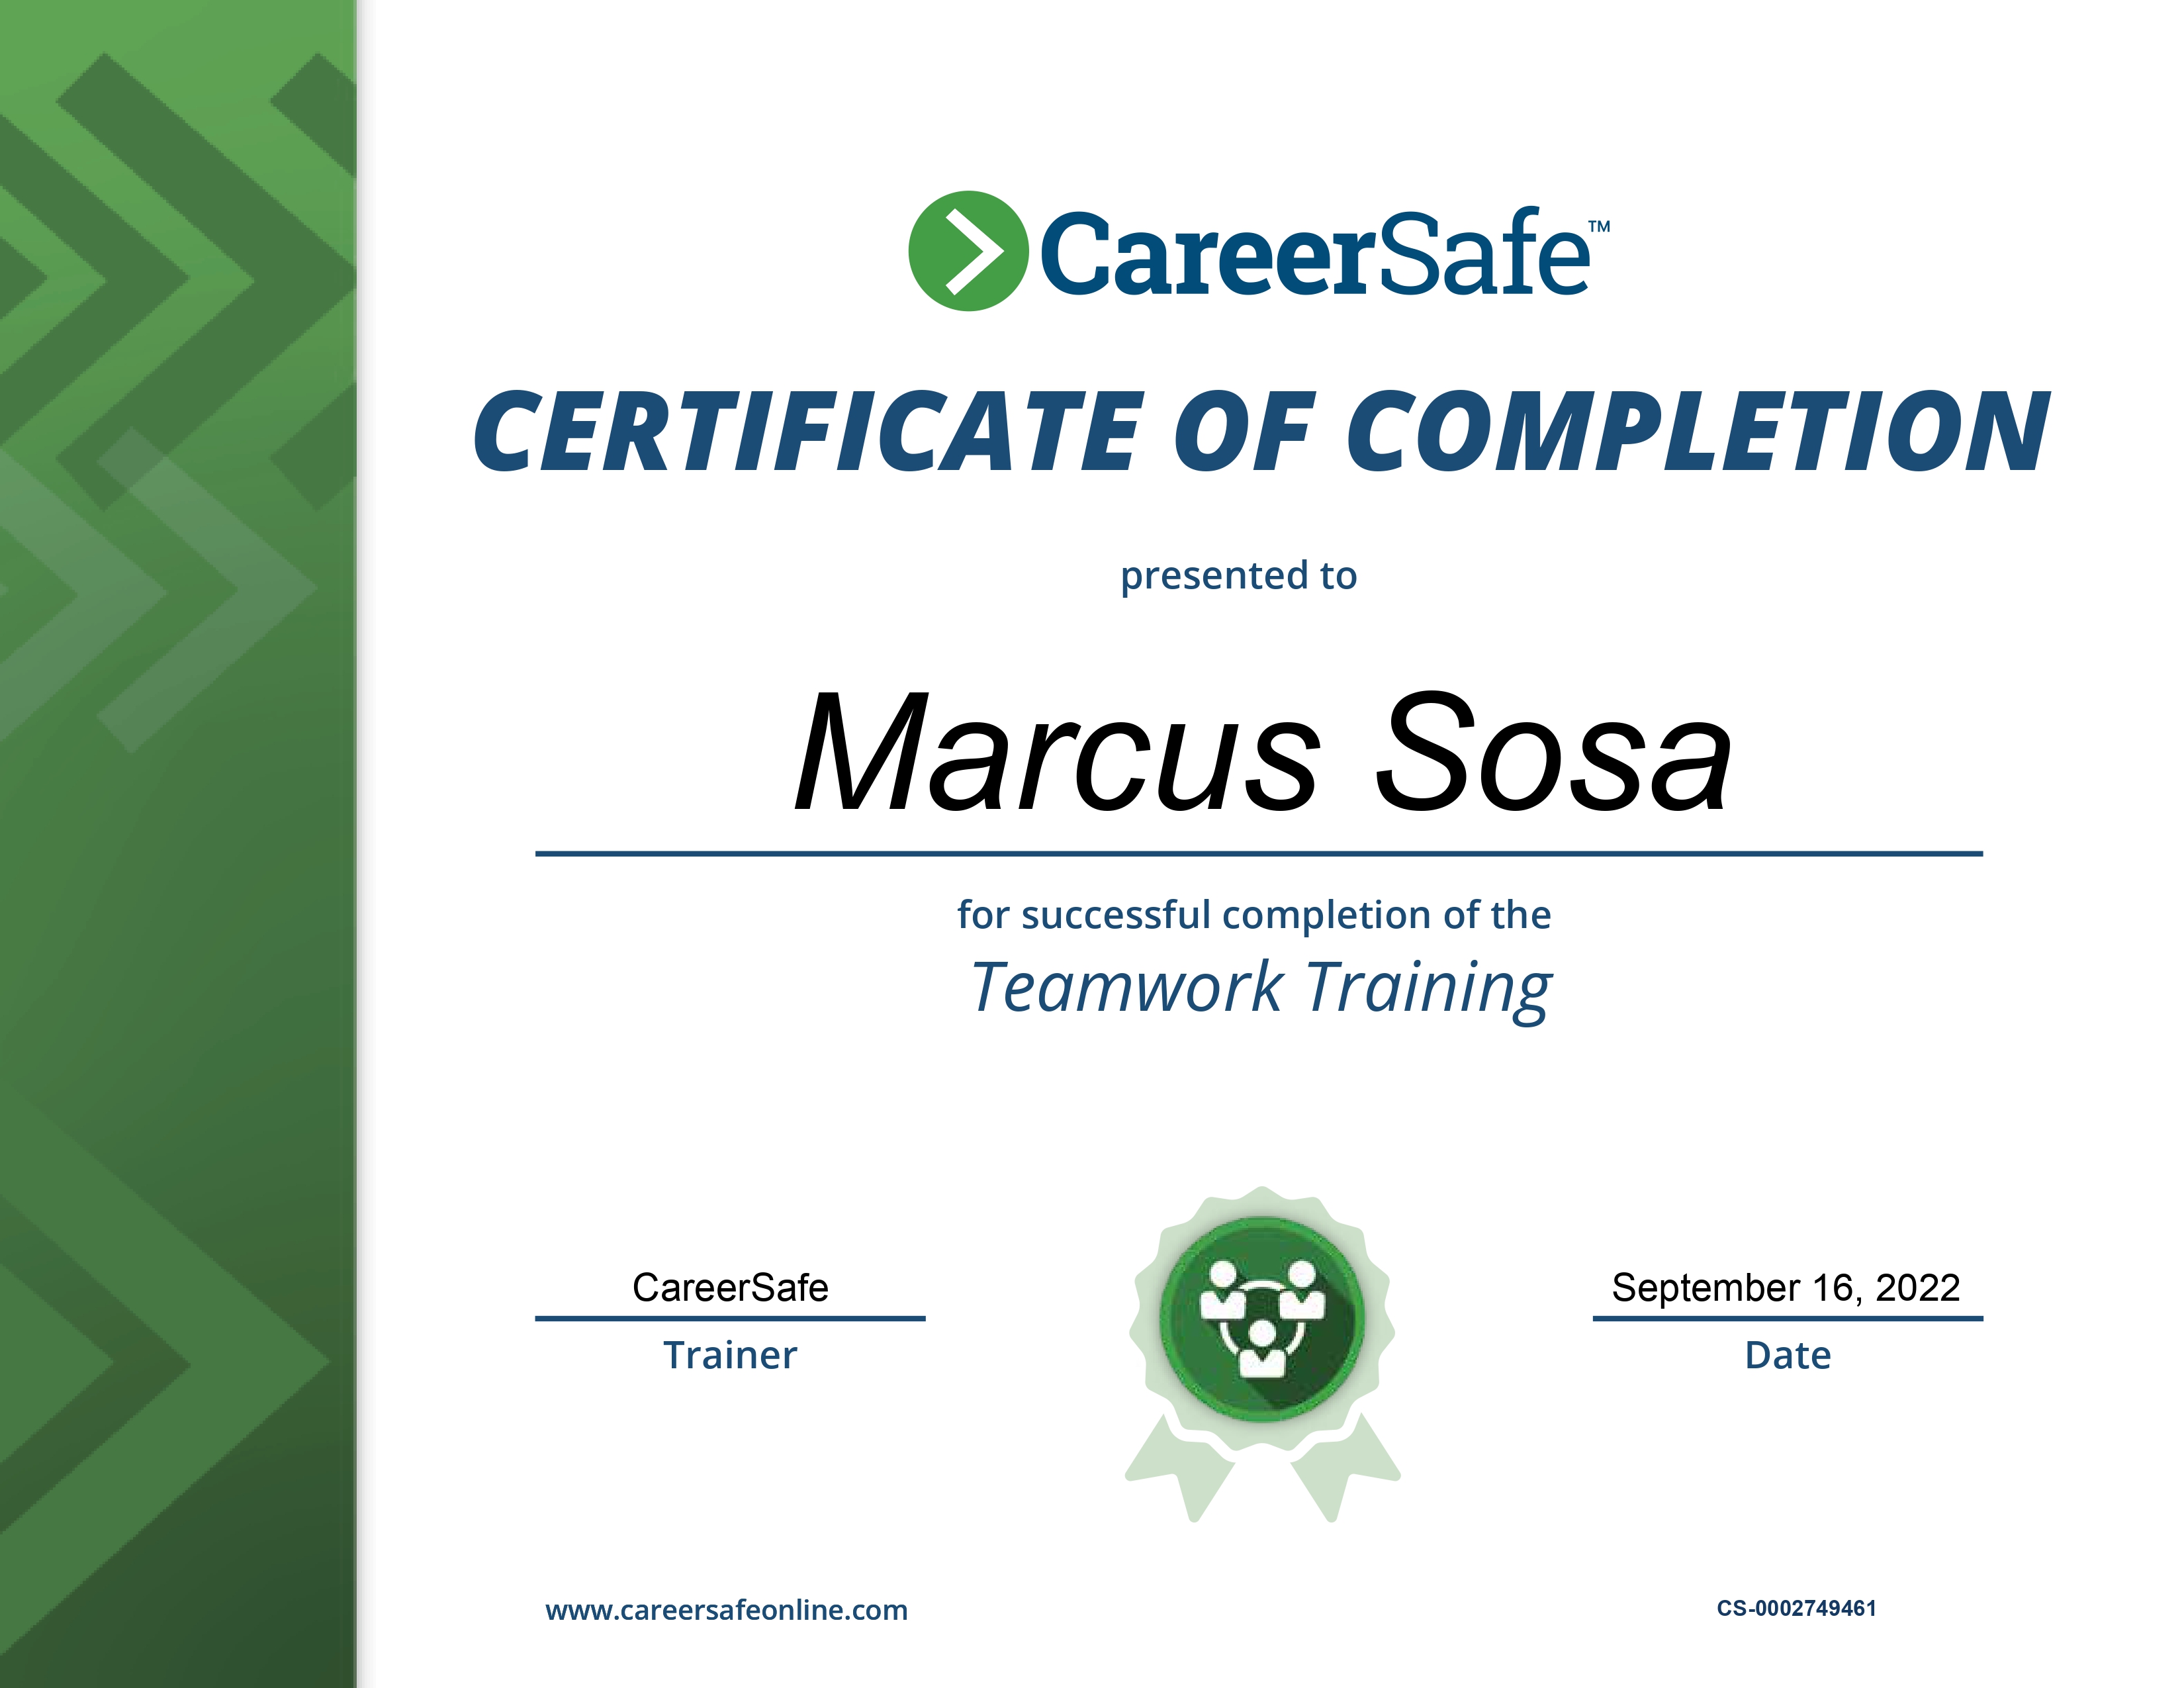 CareerSafe™
CERTIFICATE OF COMPLETION
presented to
Marcus Sosa
for successful completion of the
Teamwork Training
CareerSafe
Trainer
September 16, 2022
Date
www.careersafeonline.com
CS-0002749461